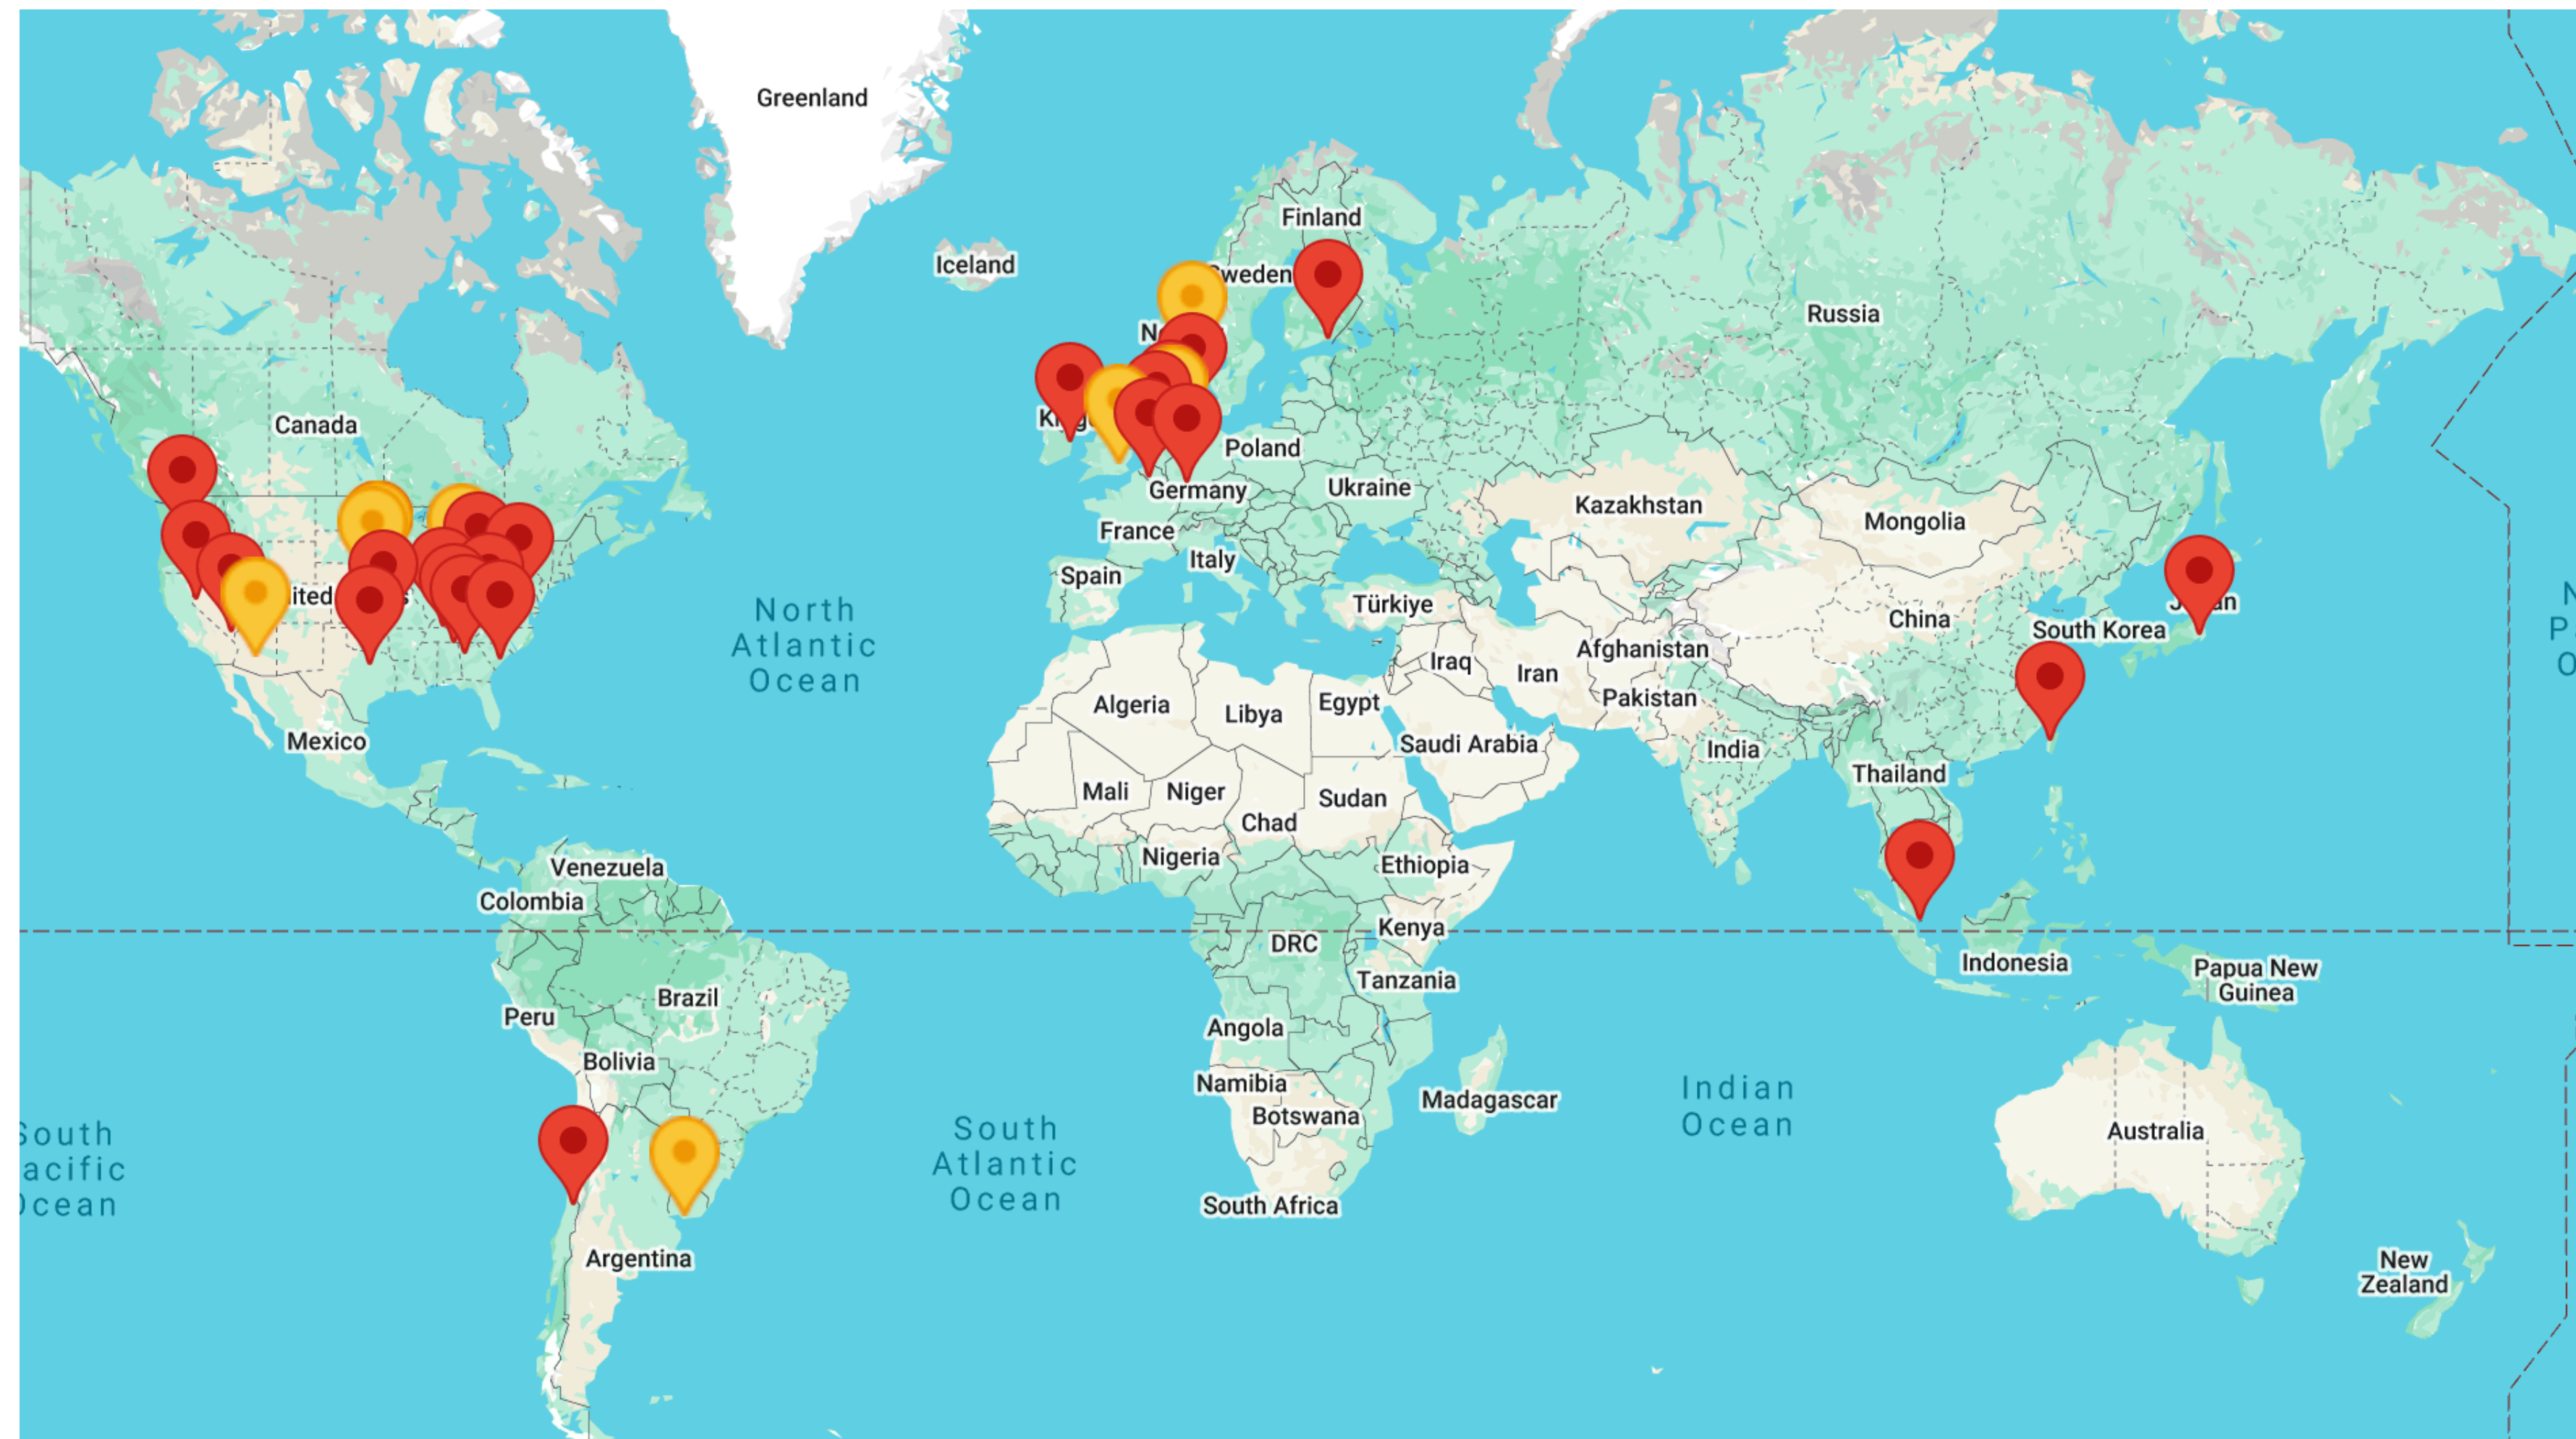 Greenland
Finland
Iceland
Sweden
Russia
Canada
Poland
Germany
Ukraine
Kazakhstan
Mongolia
France
Italy
Spain
Türkiye
China
South Korea
North
Atlantic
Ocean
Afghanistan
Iraq
Iran
Pakistan
Algeria
Libya
Egypt
Saudi Arabia
India
Mexico
Thailand
Mali
Niger
Sudan
Chad
Nigeria
Ethiopia
Venezuela
Colombia
Kenya
DRC
Indonesia
Papua New
Guinea
Tanzania
Brazil
Peru
Angola
Bolivia
Namibia
Madagascar
Botswana
Indian
Ocean
Australia
South
acific
Ocean
South
Atlantic
Ocean
South Africa
Argentina
New
Zealand